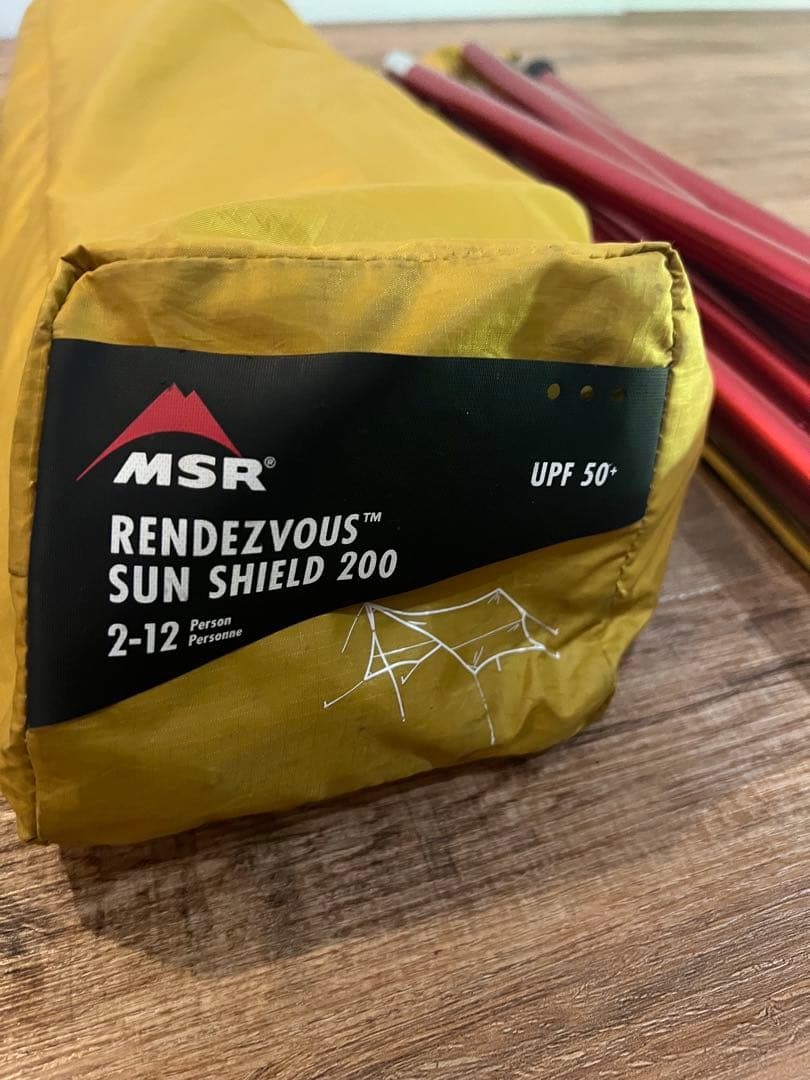 MSR®
UPF 50+
RENDEZVOUS™
SUN SHIELD 200
2-12 Person
Personne